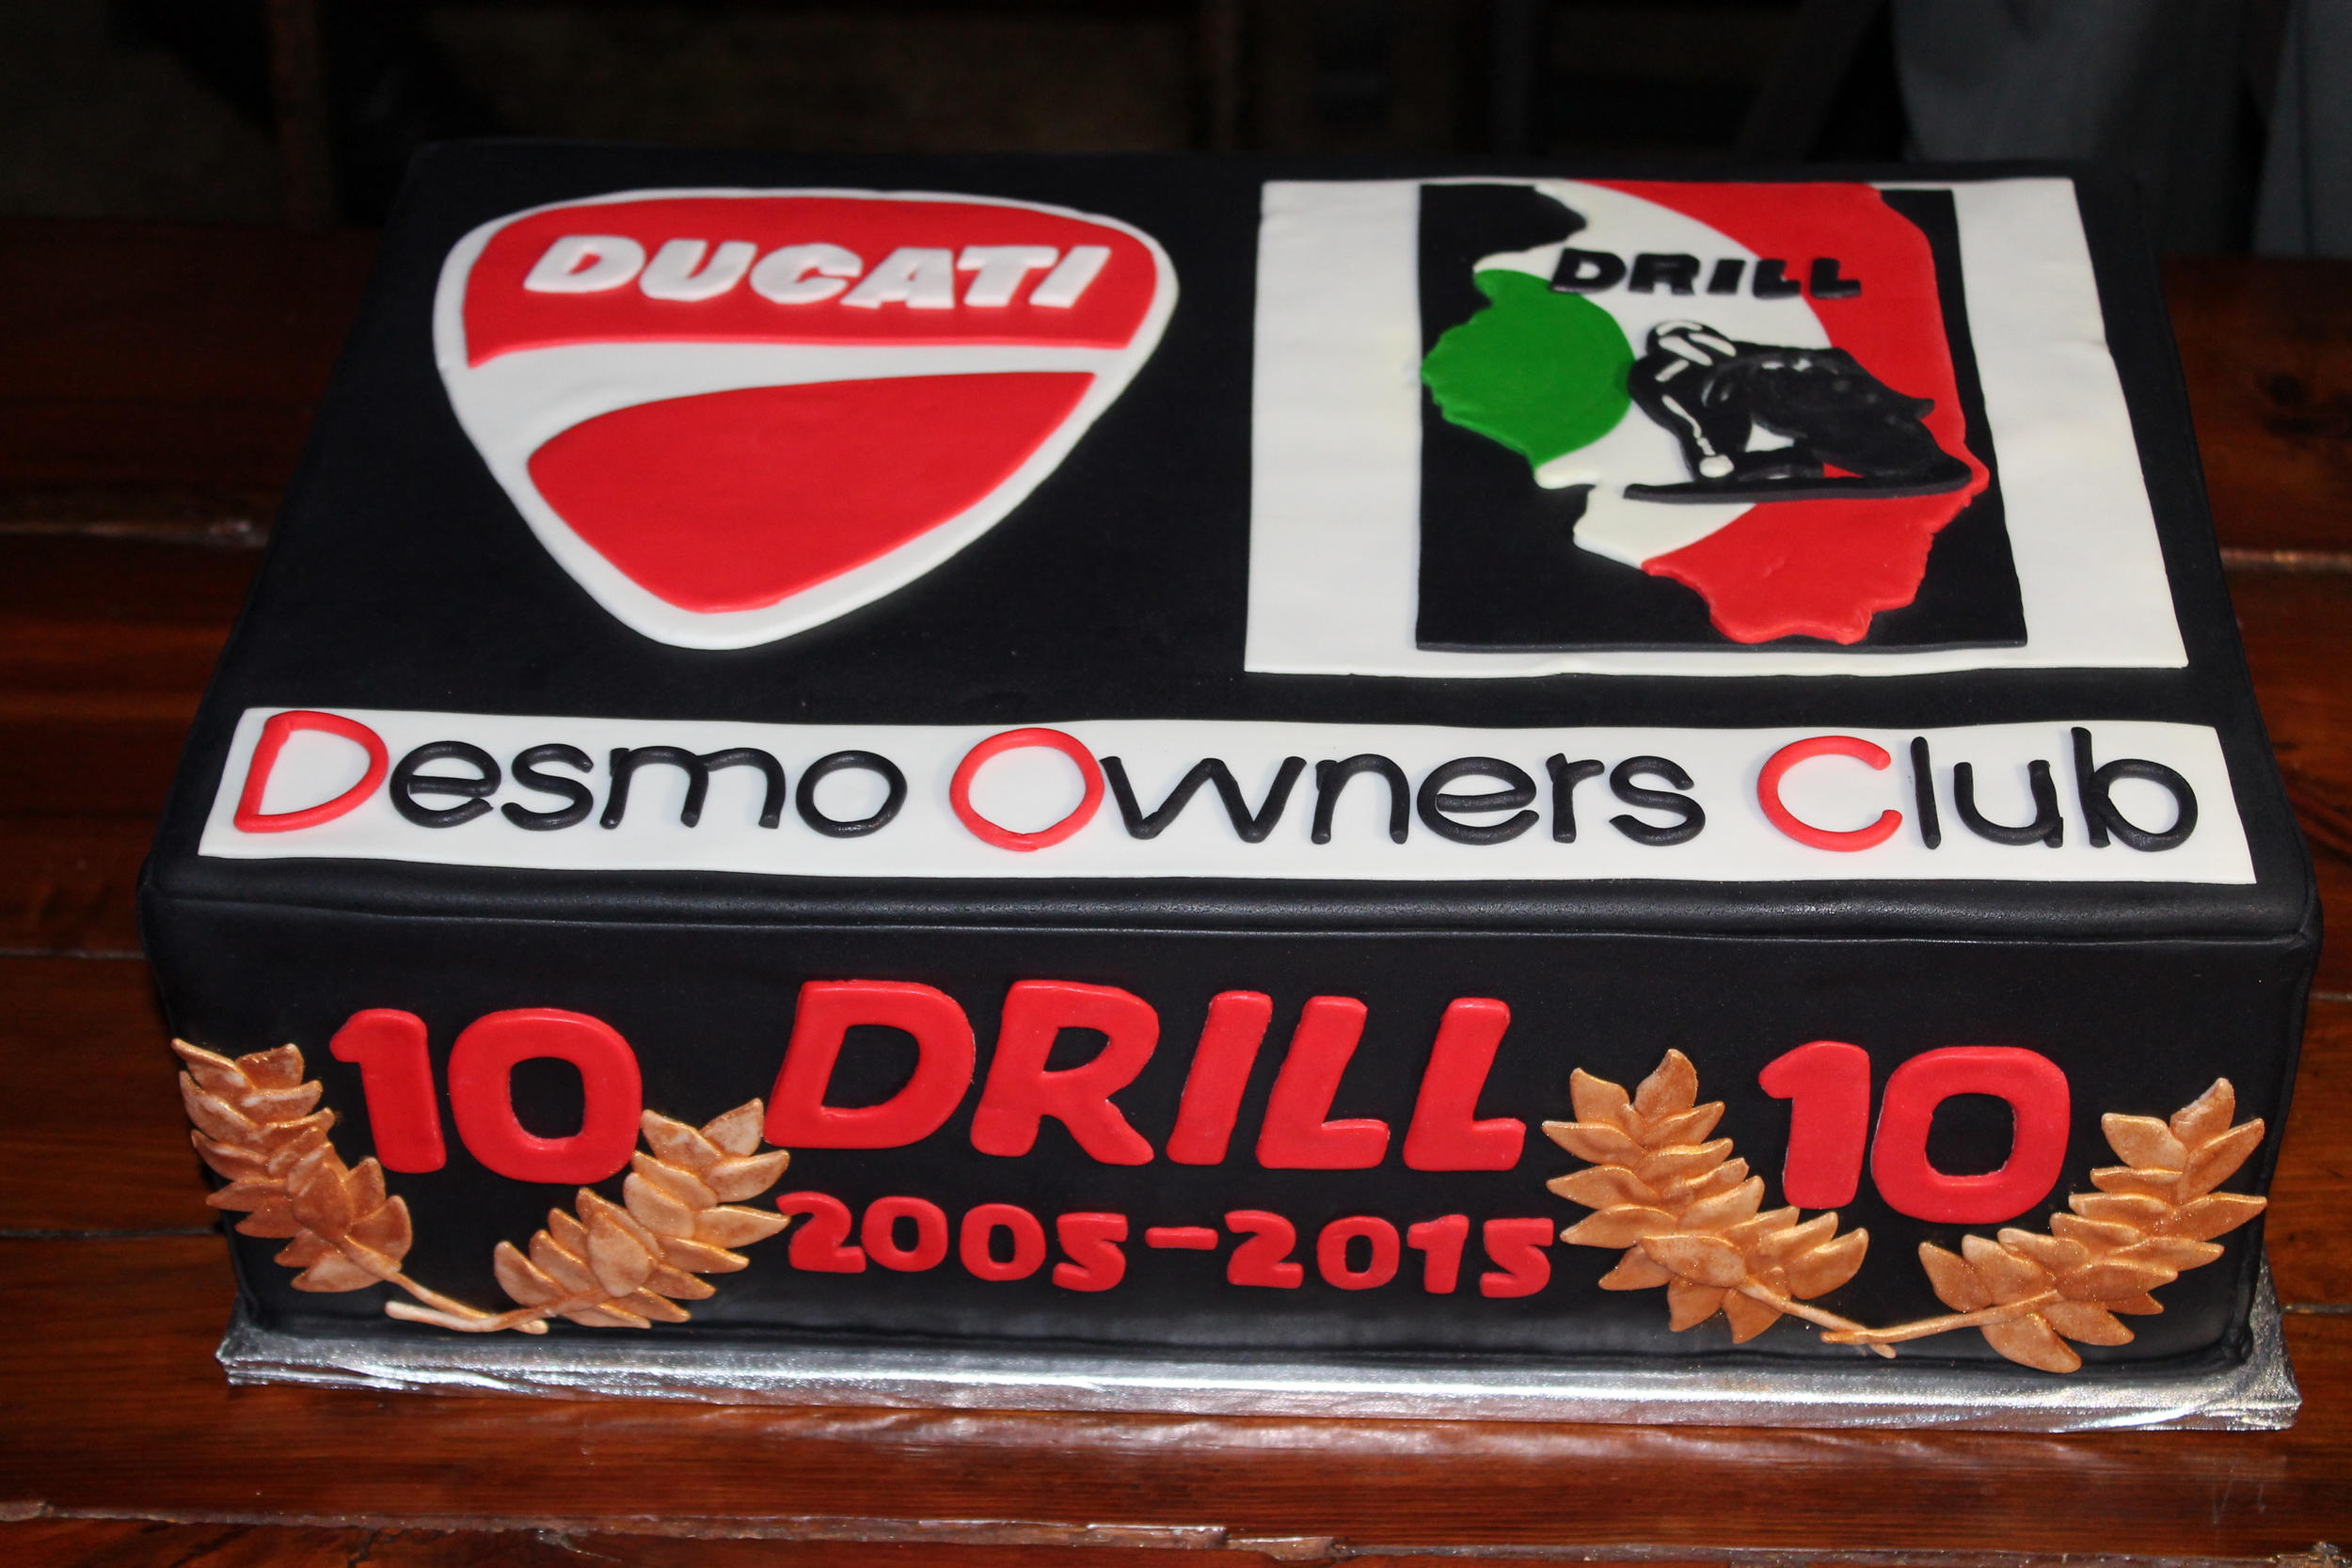 DUCATI
DRILL
Desmo Owners Club
10 DRILL 10
2005-2015